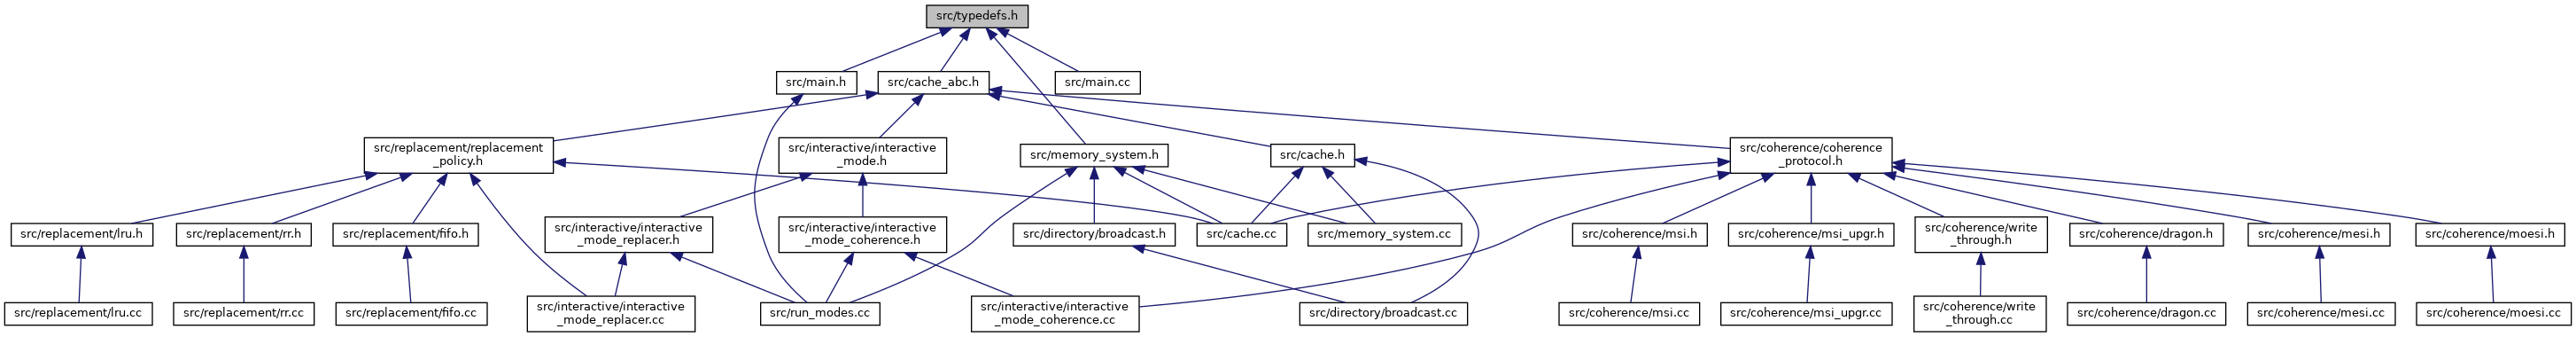 src/typedefs.h
src/main.h
src/cache_abc.h
src/main.cc
src/replacement/replacement
_policy.h
src/interactive/interactive
_mode.h
src/memory_system.h
src/cache.h
src/coherence/coherence
_protocol.h
src/replacement/lru.h
src/replacement/rr.h
src/replacement/fifo.h
src/interactive/interactive
_mode_replacer.h
src/interactive/interactive
_mode_coherence.h
src/directory/broadcast.h
src/cache.cc
src/memory_system.cc
src/coherence/msi.h
src/coherence/msi_upgr.h
src/coherence/write
_through.h
src/coherence/dragon.h
src/coherence/mesi.h
src/coherence/moesi.h
src/replacement/lru.cc
src/replacement/rr.cc
src/replacement/fifo.cc
src/interactive/interactive
_mode_replacer.cc
src/run_modes.cc
src/interactive/interactive
_mode_coherence.cc
src/directory/broadcast.cc
src/coherence/msi.cc
src/coherence/msi_upgr.cc
src/coherence/write
_through.cc
src/coherence/dragon.cc
src/coherence/mesi.cc
src/coherence/moesi.cc